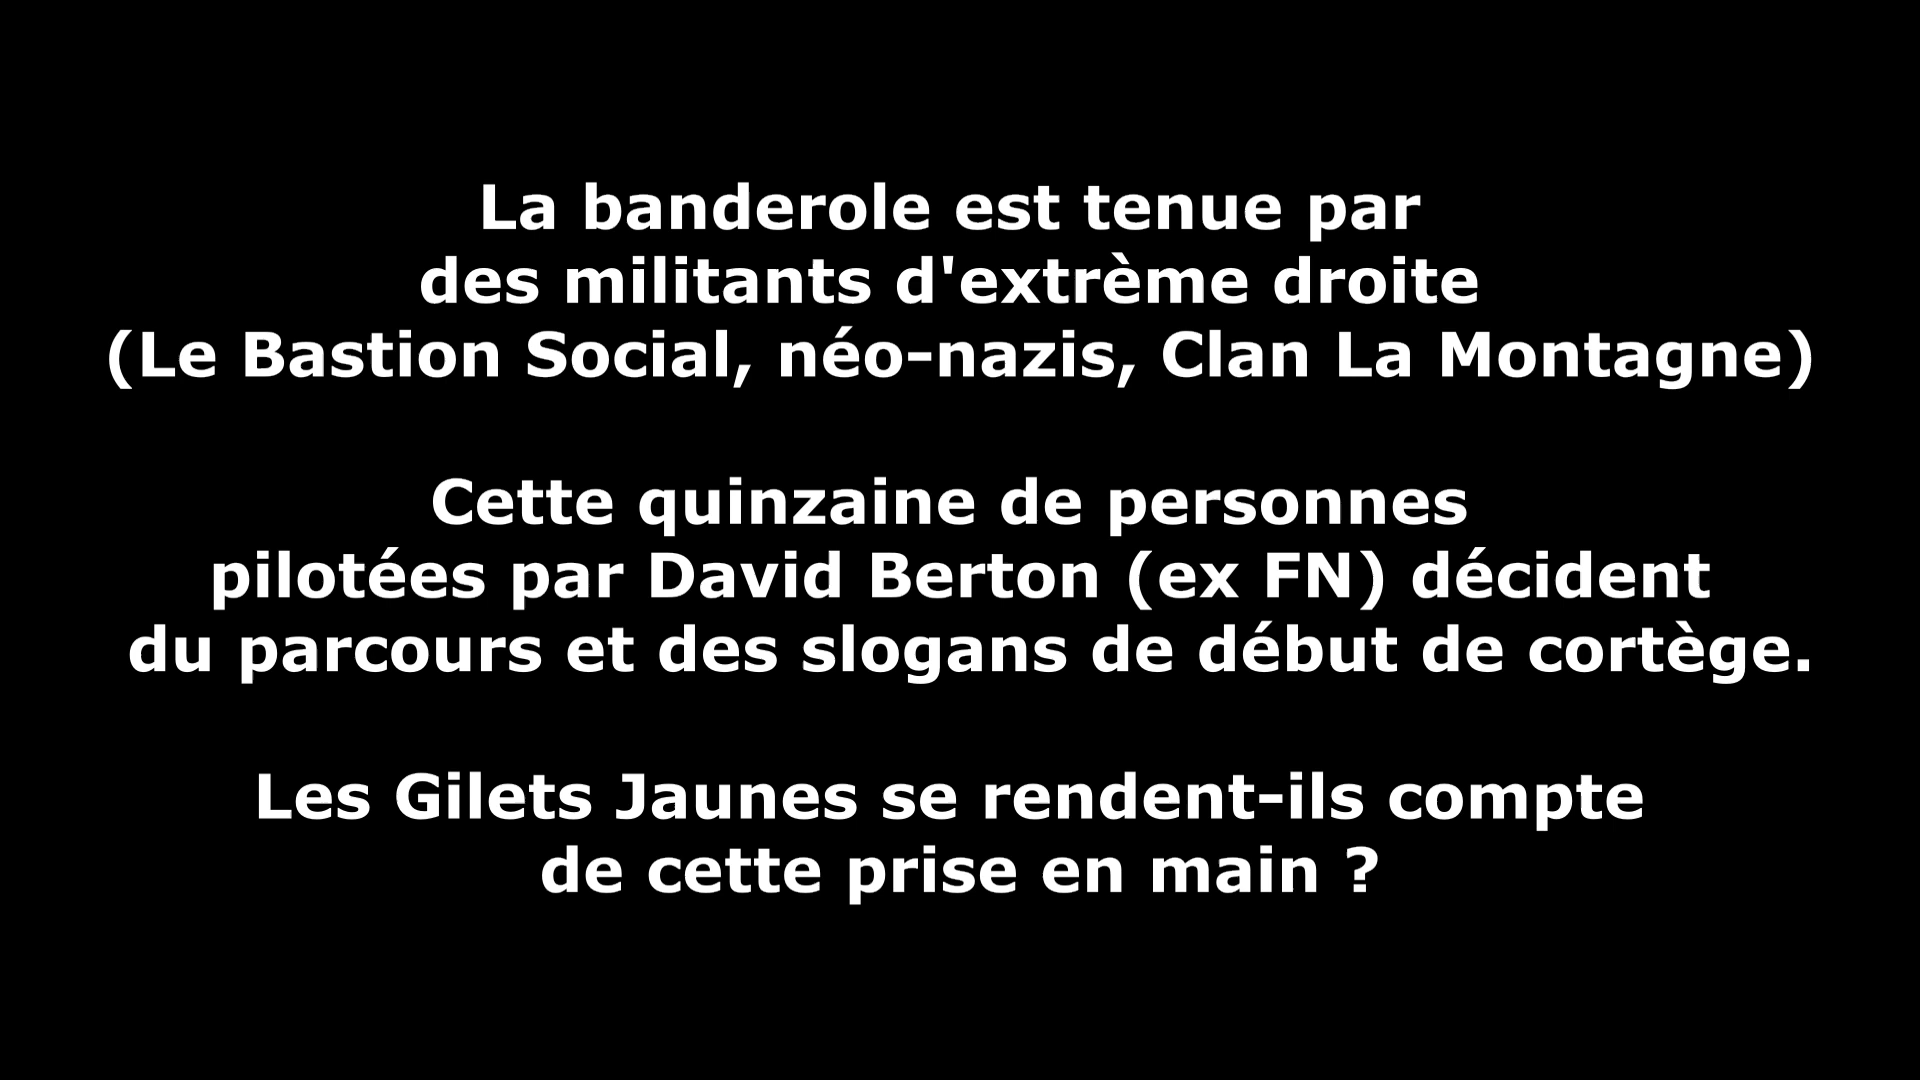 La banderole est tenue par
des militants d'extrème droite
(Le Bastion Social, néo-nazis, Clan La Montagne)
Cette quinzaine de personnes
pilotées par David Berton (ex FN) décident
du parcours et des slogans de début de cortège.
Les Gilets Jaunes se rendent-ils compte
de cette prise en main ?